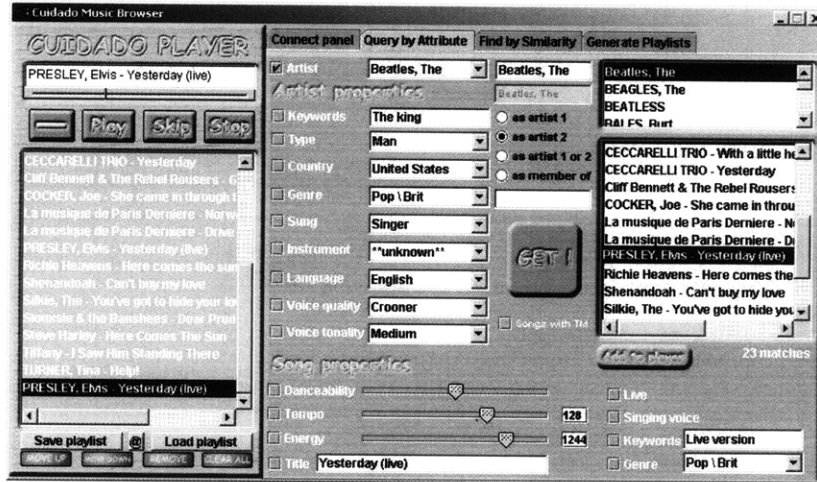 Cuidado Music Browser
CUIDADO PLAYER
PRESLEY, Elvis - Yesterday (live)
Play Skip Stop
CECCARELLI TRIO - Yesterday
Cliff Bennett & The Rebel Rousers - G
COCKER, Joe - She came in through t
La musique de Paris Derniere - Norw
La musique de Paris Derniere - Drive
PRESLEY, Elvis - Yesterday (live)
Richie Heavens - Here comes the sun
Shenandoah - Can't buy my love
Silkie, The - You've got to hide your lo
Siouxsie & the Banshees - Dear Prud
Steve Harley - Here Comes The Sun
Tiffany - I Saw Him Standing There
TURNER, Tina - Help!
PRESLEY, Elvis - Yesterday (live)
Save playlist @ Load playlist
MOVE UP MOVE DOWN REMOVE CLEAR ALL
Connect panel Query by Attribute Find by Similarity Generate Playlists
Artist Beatles, The Beatles, The
Artist properties Beatles, The
Keywords The king as artist 1
Type Man as artist 2
as artist 1 or 2
Country United States as member of
Genre Pop \ Brit
Sung Singer
Instrument **unknown**
Language English
Voice quality Crooner
Voice tonality Medium
GET !
Songs with TM
Beatles, The
BEAGLES, The
BEATLESS
BALES, Burt
CECCARELLI TRIO - With a little he
CECCARELLI TRIO - Yesterday
Cliff Bennett & The Rebel Rousers
COCKER, Joe - She came in throu
La musique de Paris Derniere - N
La musique de Paris Derniere - D
PRESLEY, Elvis - Yesterday (live)
Richie Heavens - Here comes the
Shenandoah - Can't buy my love
Silkie, The - You've got to hide you
Add to player 23 matches
Song properties
Danceability
Tempo 128
Energy 1244
Title Yesterday (live)
Live
Singing voice
Keywords Live version
Genre Pop \ Brit